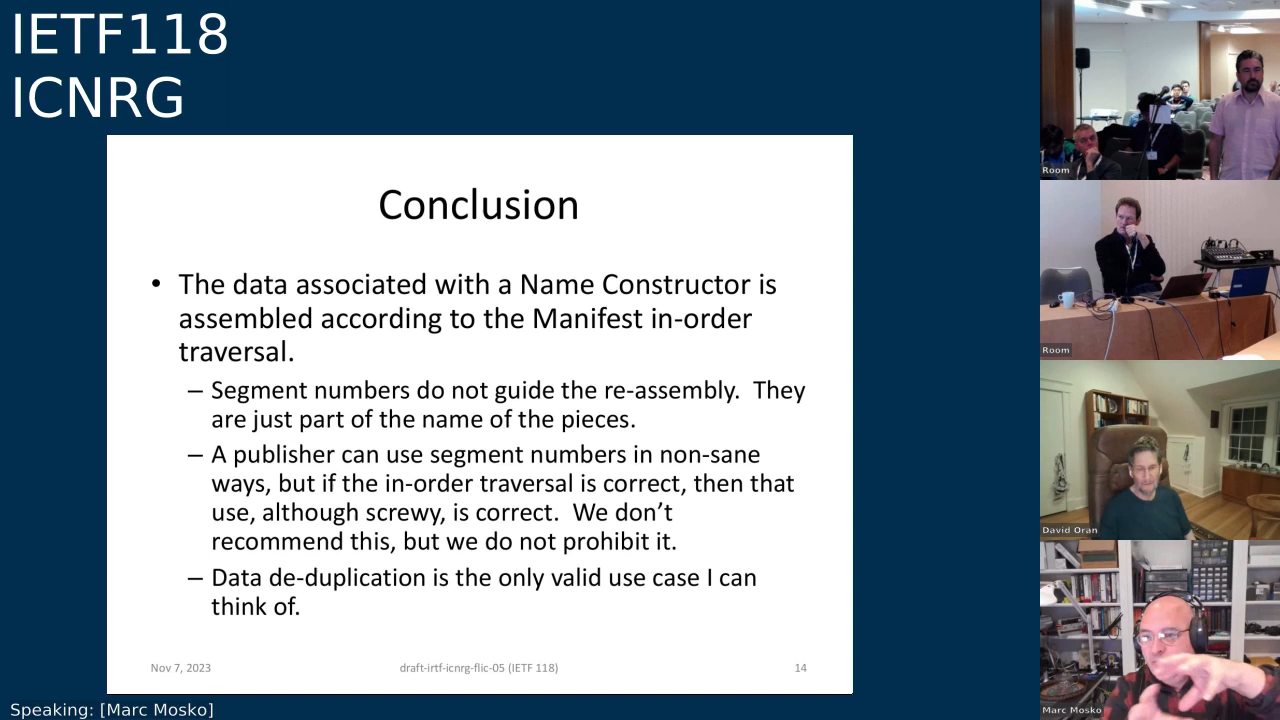 IETF118
ICNRG
Conclusion
• The data associated with a Name Constructor is
assembled according to the Manifest in-order
traversal.
– Segment numbers do not guide the re-assembly.  They
are just part of the name of the pieces.
– A publisher can use segment numbers in non-sane
ways, but if the in-order traversal is correct, then that
use, although screwy, is correct.  We don’t
recommend this, but we do not prohibit it.
– Data de-duplication is the only valid use case I can
think of.
Nov 7, 2023
draft-irtf-icnrg-flic-05 (IETF 118)
14
Speaking: [Marc Mosko]
Room
Room
David Oran
Marc Mosko